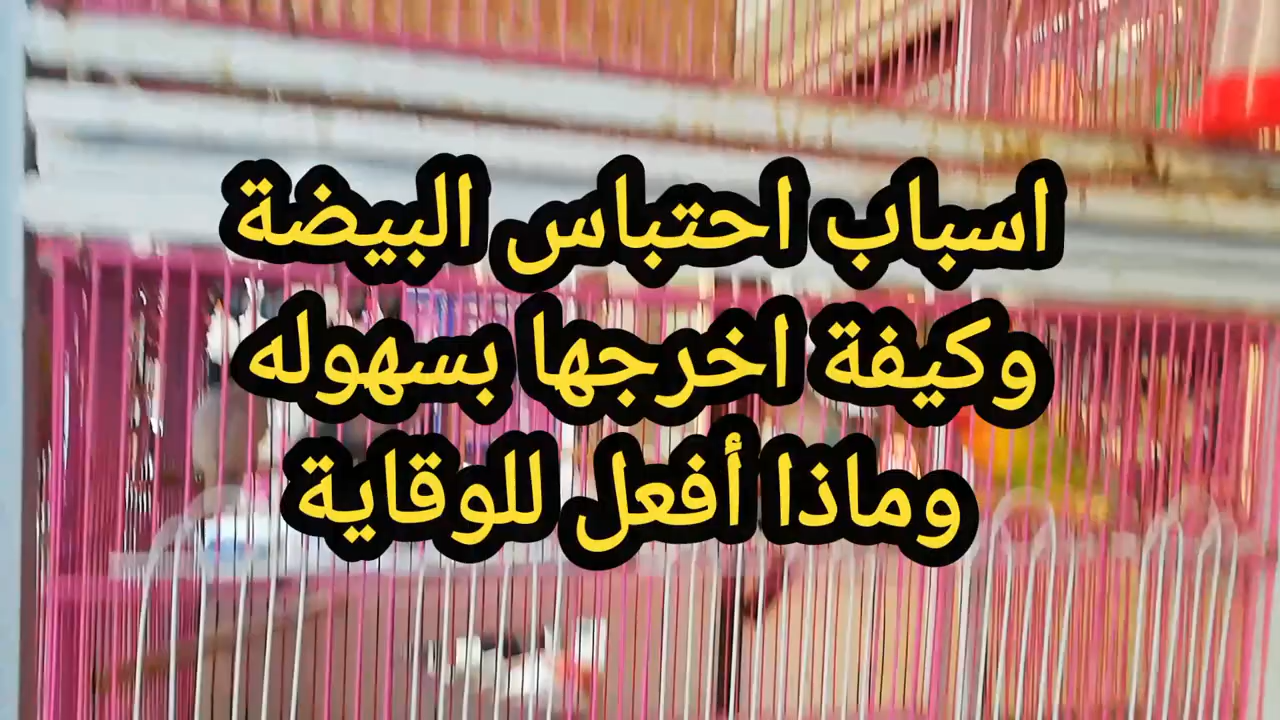 اسباب احتباس البيضة
وكيفة اخرجها بسهوله
وماذا أفعل للوقاية